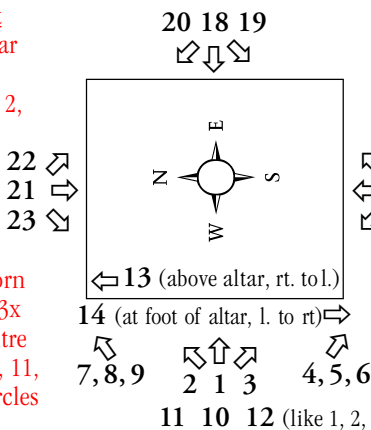 20 18 19
ar
2,
E
22
21
23
N
S
W
orn
3x
tre
, 11,
rcles
13 (above altar, rt. to l.)
14 (at foot of altar, l. to rt)
7, 8, 9
2 1 3
4, 5, 6
11 10 12 (like 1, 2,